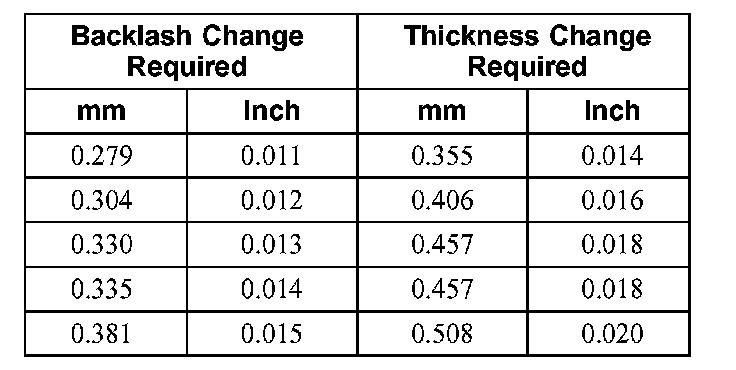 Backlash Change Thickness Change
Required Required
mm Inch mm Inch
0.279 0.011 0.355 0.014
0.304 0.012 0.406 0.016
0.330 0.013 0.457 0.018
0.335 0.014 0.457 0.018
0.381 0.015 0.508 0.020